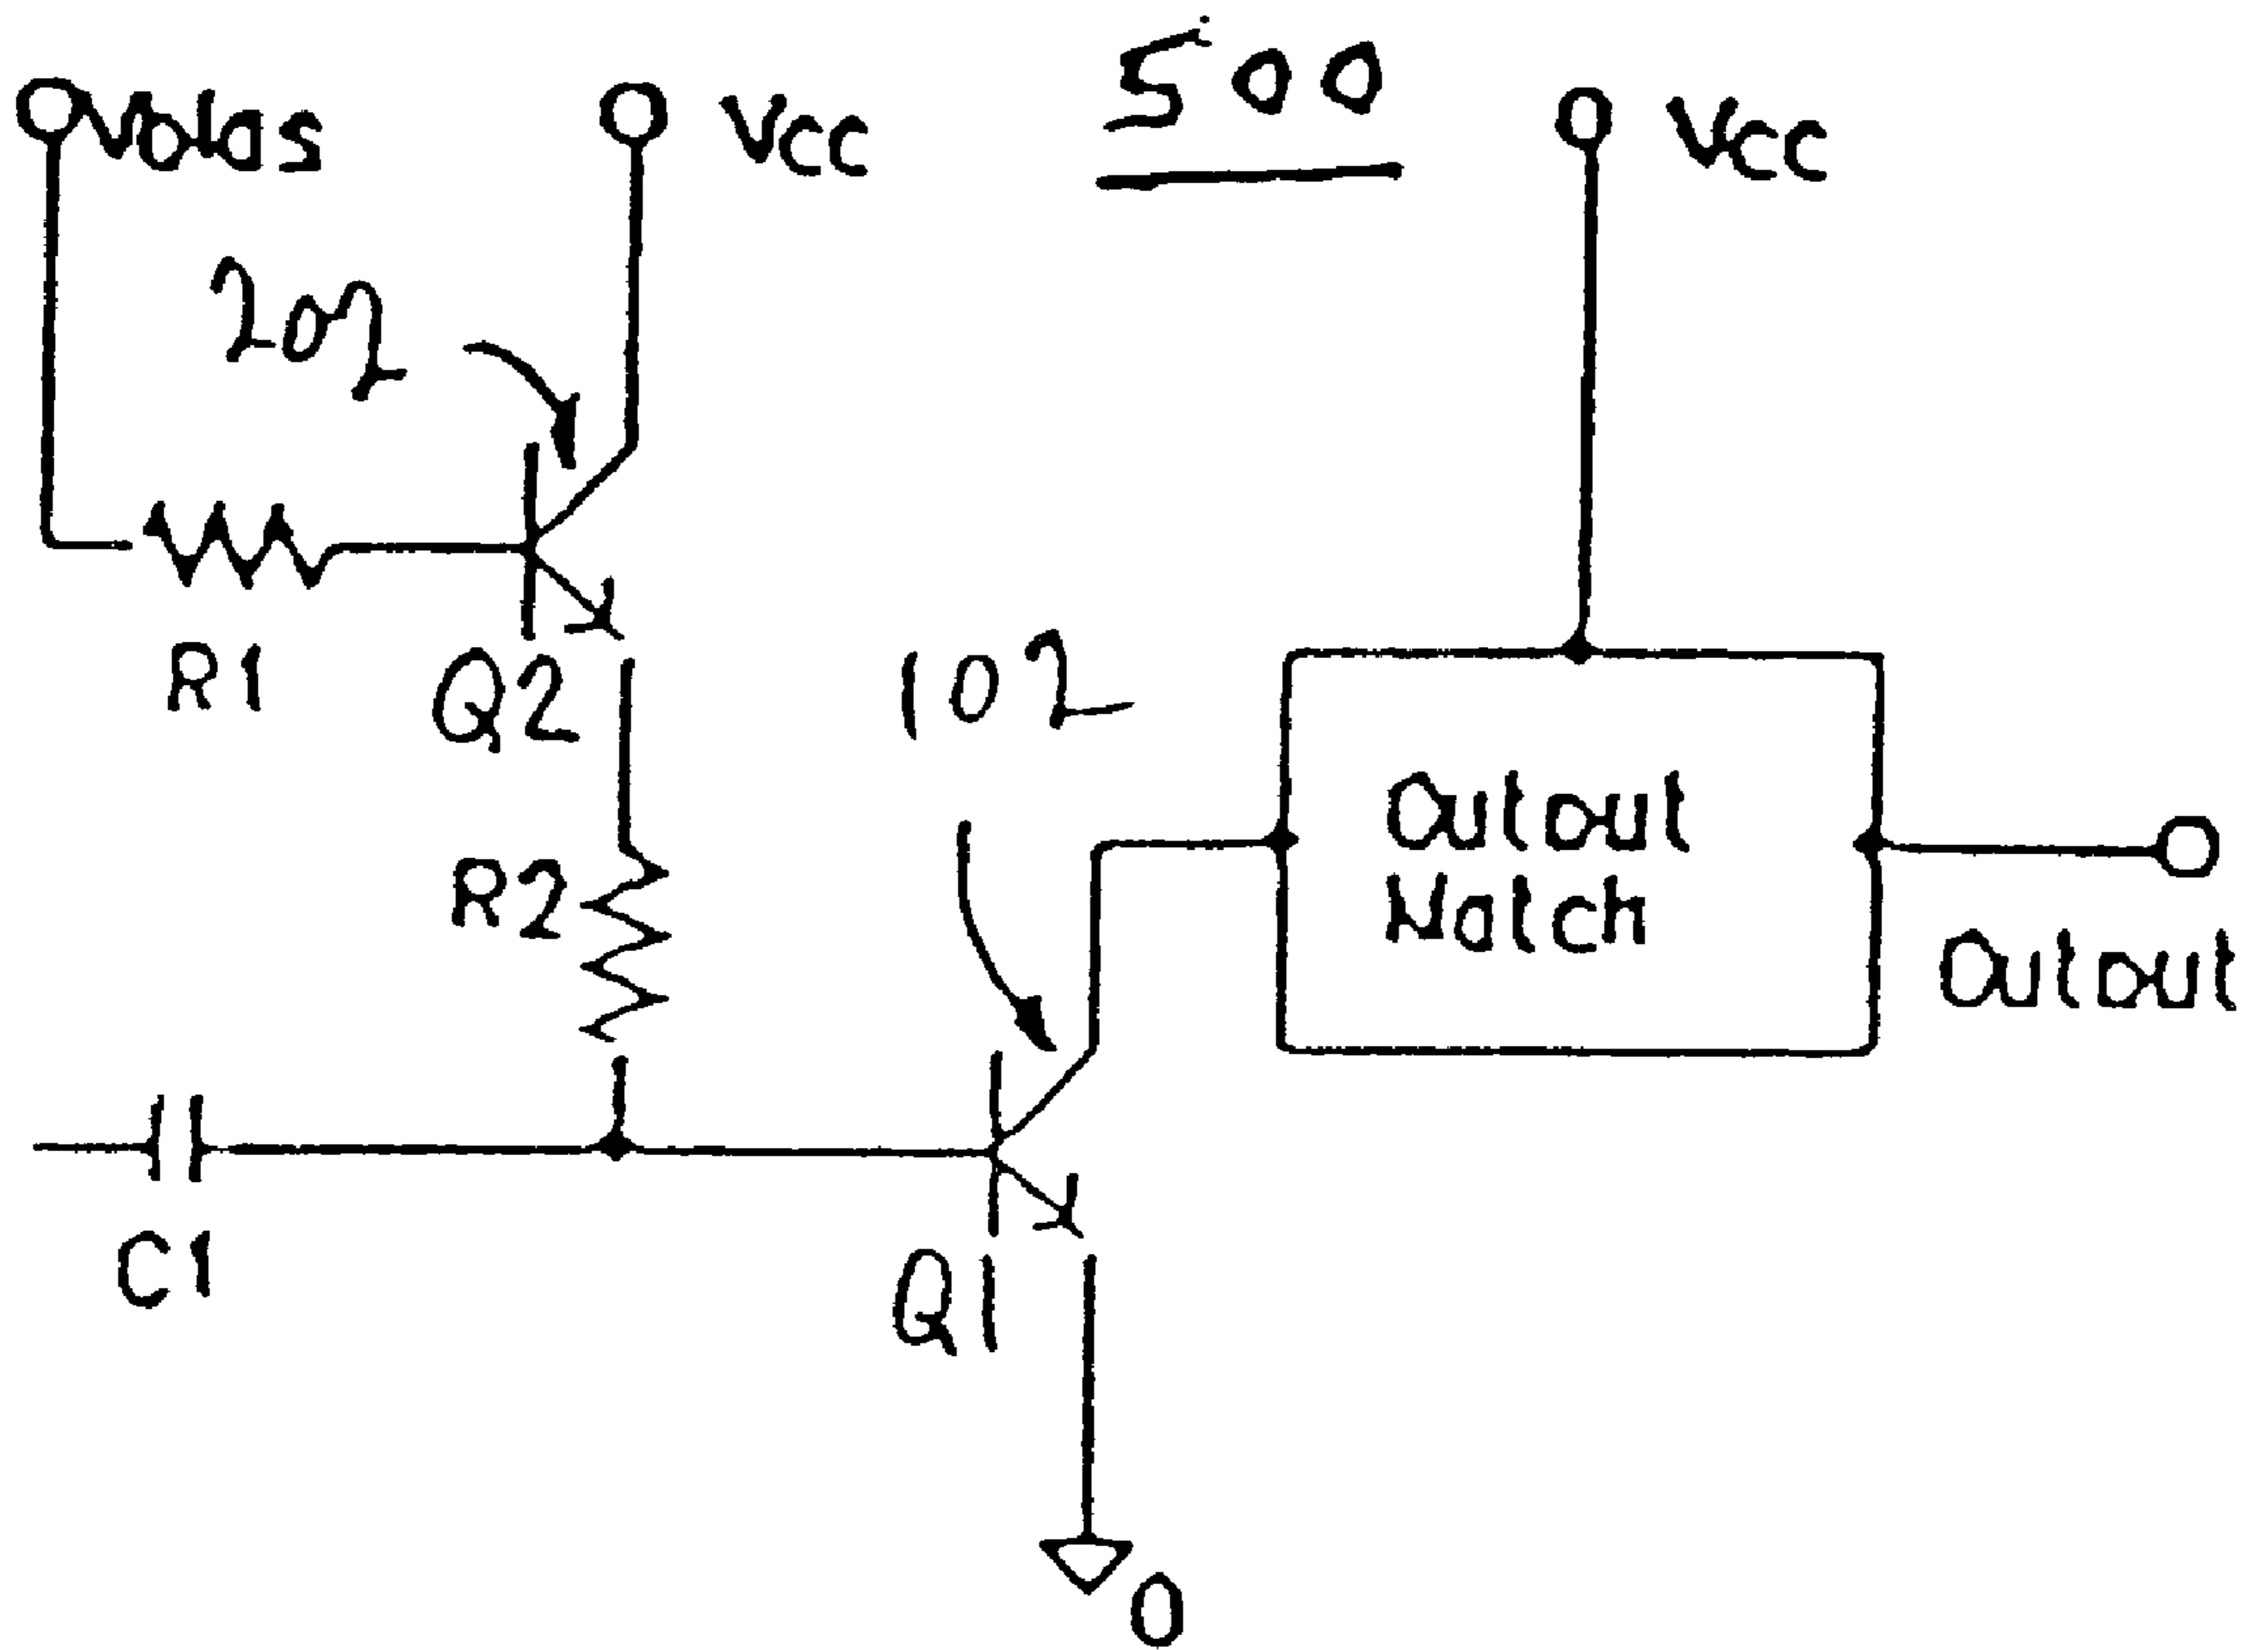 Vbias
Vcc
500
Vcc
202
R1
Q2
102
R2
Output
Match
Output
C1
Q1
0